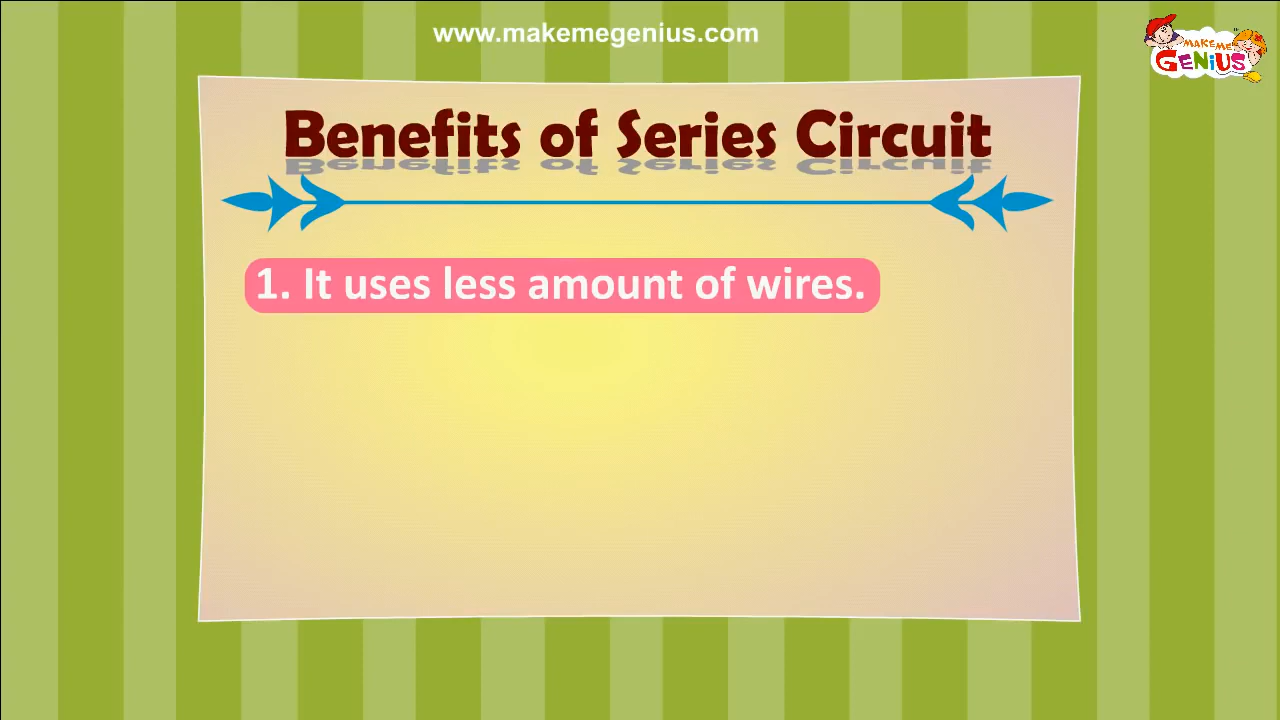 www.makemegenius.com
MAKE ME
GENiUS
Benefits of Series Circuit
1. It uses less amount of wires.